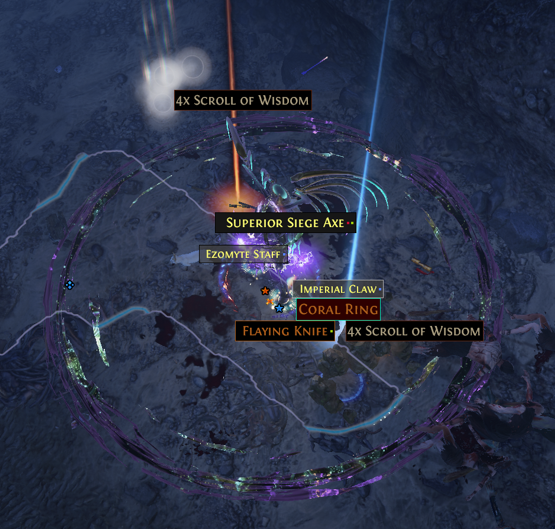 4x Scroll of Wisdom
Superior Siege Axe
Ezomyte Staff
Imperial Claw
Coral Ring
Flaying Knife
4x Scroll of Wisdom